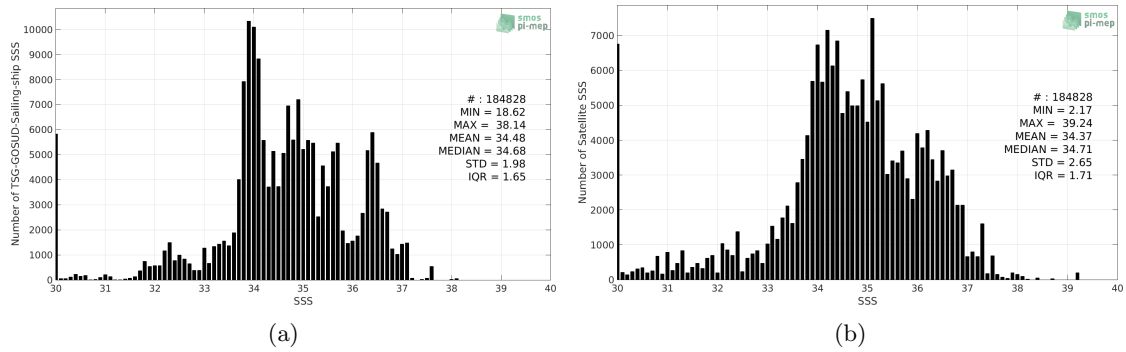 smos
pi-mep
Number of TSG-GOSUD-Sailing-ship SSS
10000
9000
8000
7000
6000
5000
4000
3000
2000
1000
0
# : 184828
MIN = 18.62
MAX = 38.14
MEAN = 34.48
MEDIAN = 34.68
STD = 1.98
IQR = 1.65
30 31 32 33 34 35 36 37 38 39 40
SSS
(a)
smos
pi-mep
Number of Satellite SSS
7000
6000
5000
4000
3000
2000
1000
0
# : 184828
MIN = 2.17
MAX = 39.24
MEAN = 34.37
MEDIAN = 34.71
STD = 2.65
IQR = 1.71
30 31 32 33 34 35 36 37 38 39 40
SSS
(b)